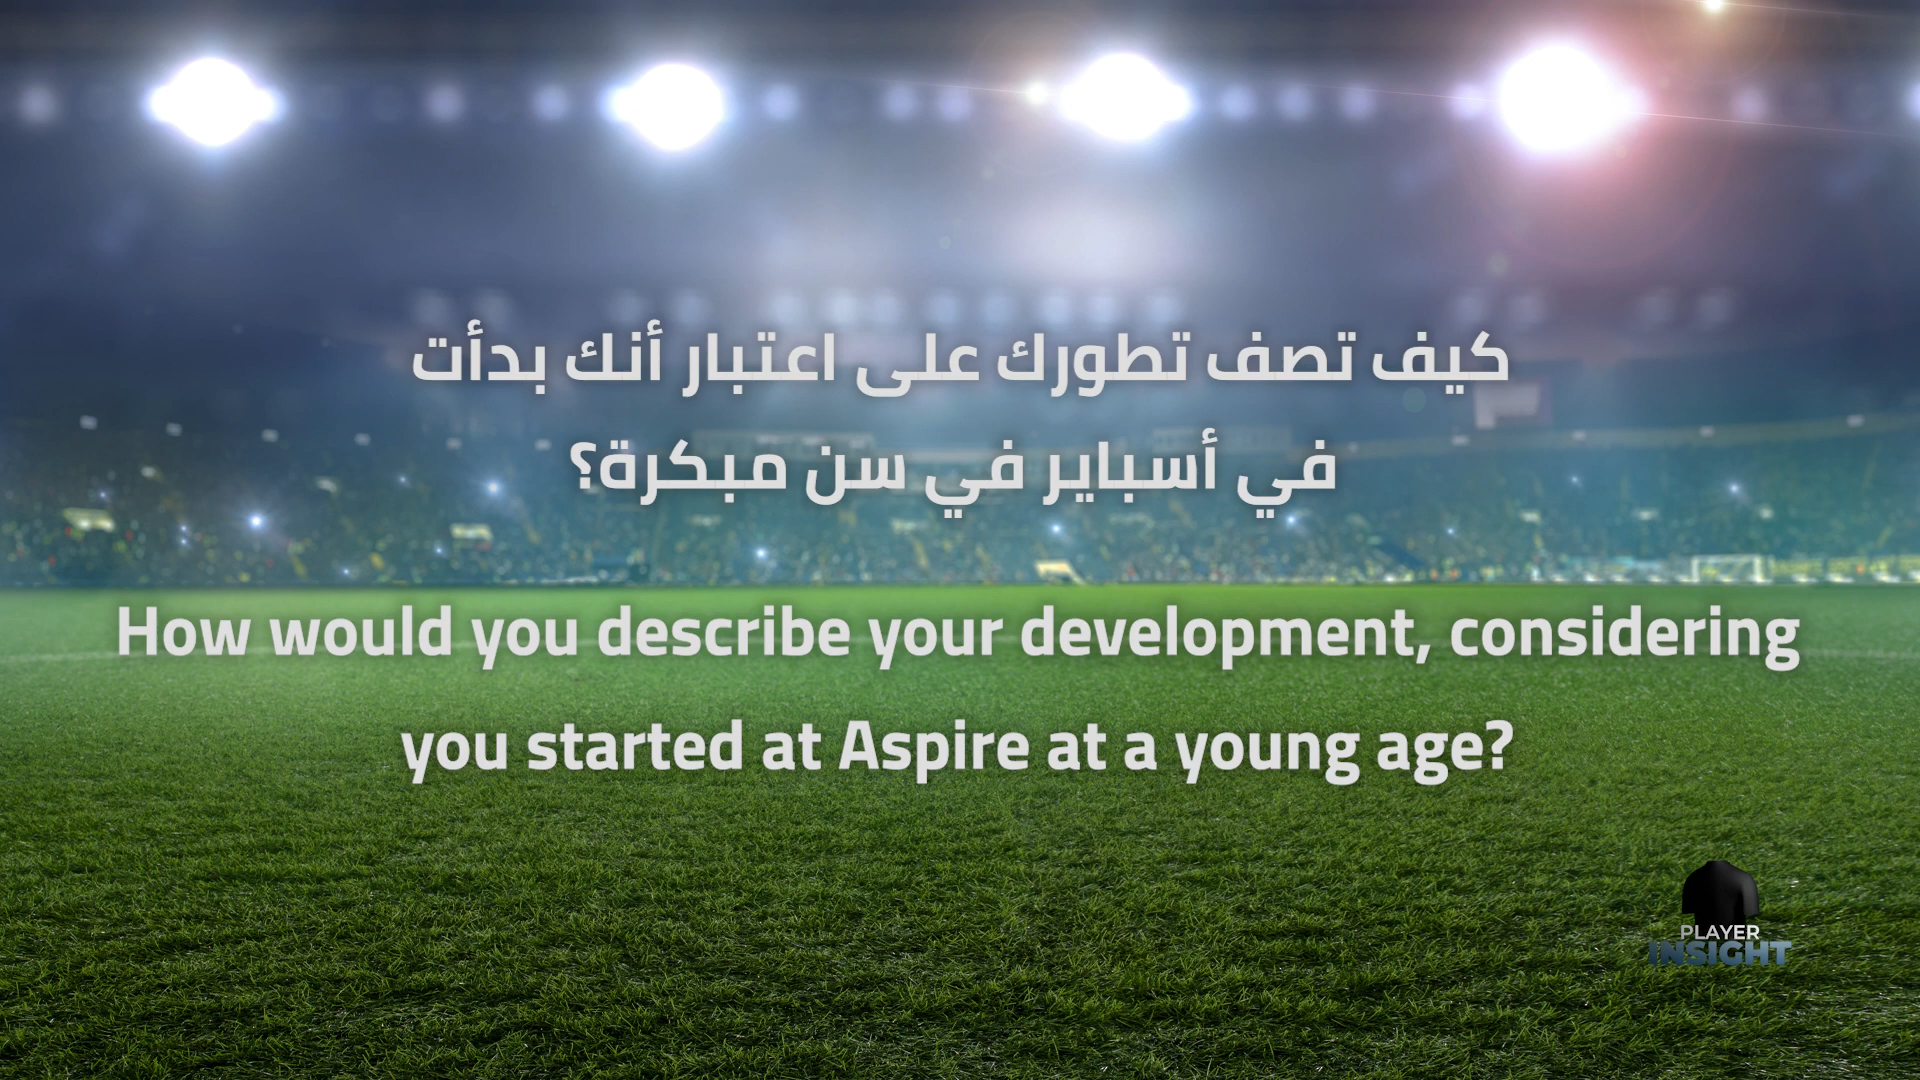 كيف تصف تطورك على اعتبار أنك بدأت
في أسباير في سن مبكرة؟
How would you describe your development, considering
you started at Aspire at a young age?
PLAYER
INSIGHT